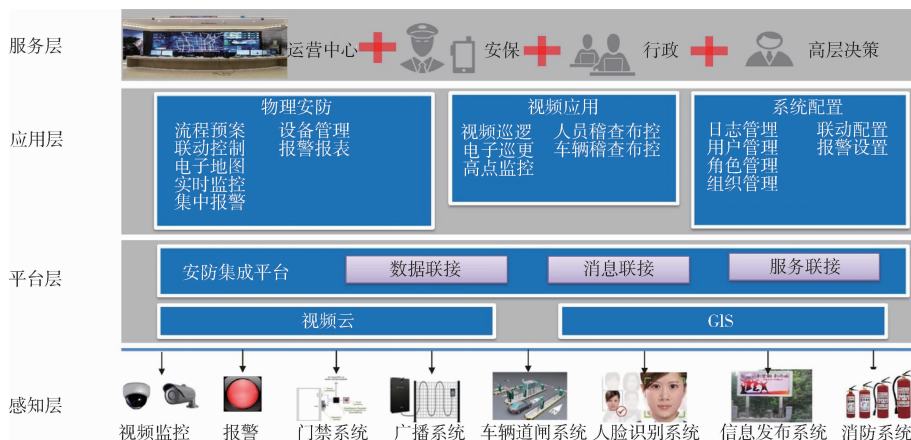 服务层
运营中心
安保
行政
高层决策
应用层
物理安防
流程预案 设备管理
联动控制 报警报表
电子地图
实时监控
集中报警
视频应用
视频巡逻 人员稽查布控
电子巡更 车辆稽查布控
高点监控
系统配置
日志管理 联动配置
用户管理 报警设置
角色管理
组织管理
平台层
安防集成平台
数据联接
消息联接
服务联接
视频云
GIS
感知层
视频监控
报警
门禁系统
广播系统
车辆道闸系统
人脸识别系统
信息发布系统
消防系统